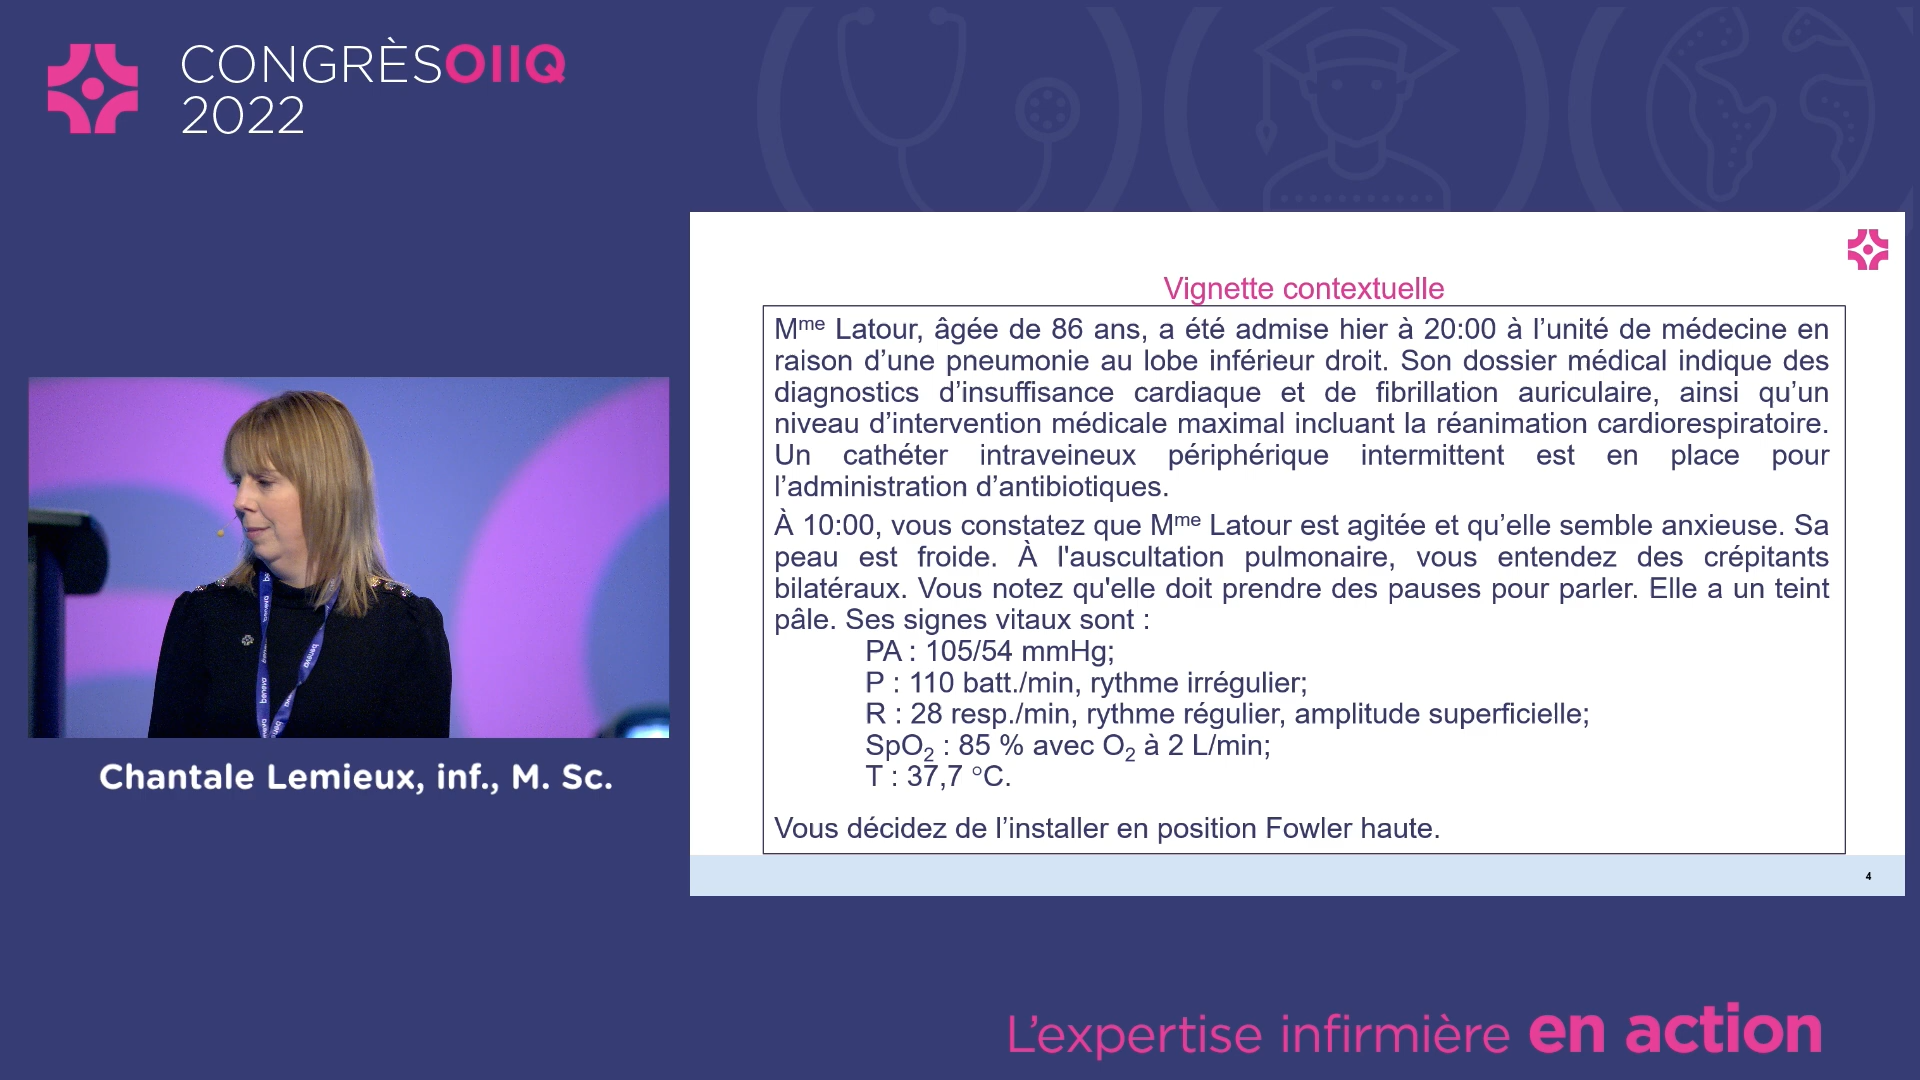 CONGRÈSOIIQ
2022
Vignette contextuelle
Mme Latour, âgée de 86 ans, a été admise hier à 20:00 à l’unité de médecine en
raison d’une pneumonie au lobe inférieur droit. Son dossier médical indique des
diagnostics d’insuffisance cardiaque et de fibrillation auriculaire, ainsi qu’un
niveau d’intervention médicale maximal incluant la réanimation cardiorespiratoire.
Un cathéter intraveineux périphérique intermittent est en place pour
l’administration d’antibiotiques.
À 10:00, vous constatez que Mme Latour est agitée et qu’elle semble anxieuse. Sa
peau est froide. À l'auscultation pulmonaire, vous entendez des crépitants
bilatéraux. Vous notez qu'elle doit prendre des pauses pour parler. Elle a un teint
pâle. Ses signes vitaux sont :
PA : 105/54 mmHg;
P : 110 batt./min, rythme irrégulier;
R : 28 resp./min, rythme régulier, amplitude superficielle;
SpO2 : 85 % avec O2 à 2 L/min;
T : 37,7 °C.
Vous décidez de l’installer en position Fowler haute.
4
beneva
beneva
Chantale Lemieux, inf., M. Sc.
L’expertise infirmière en action